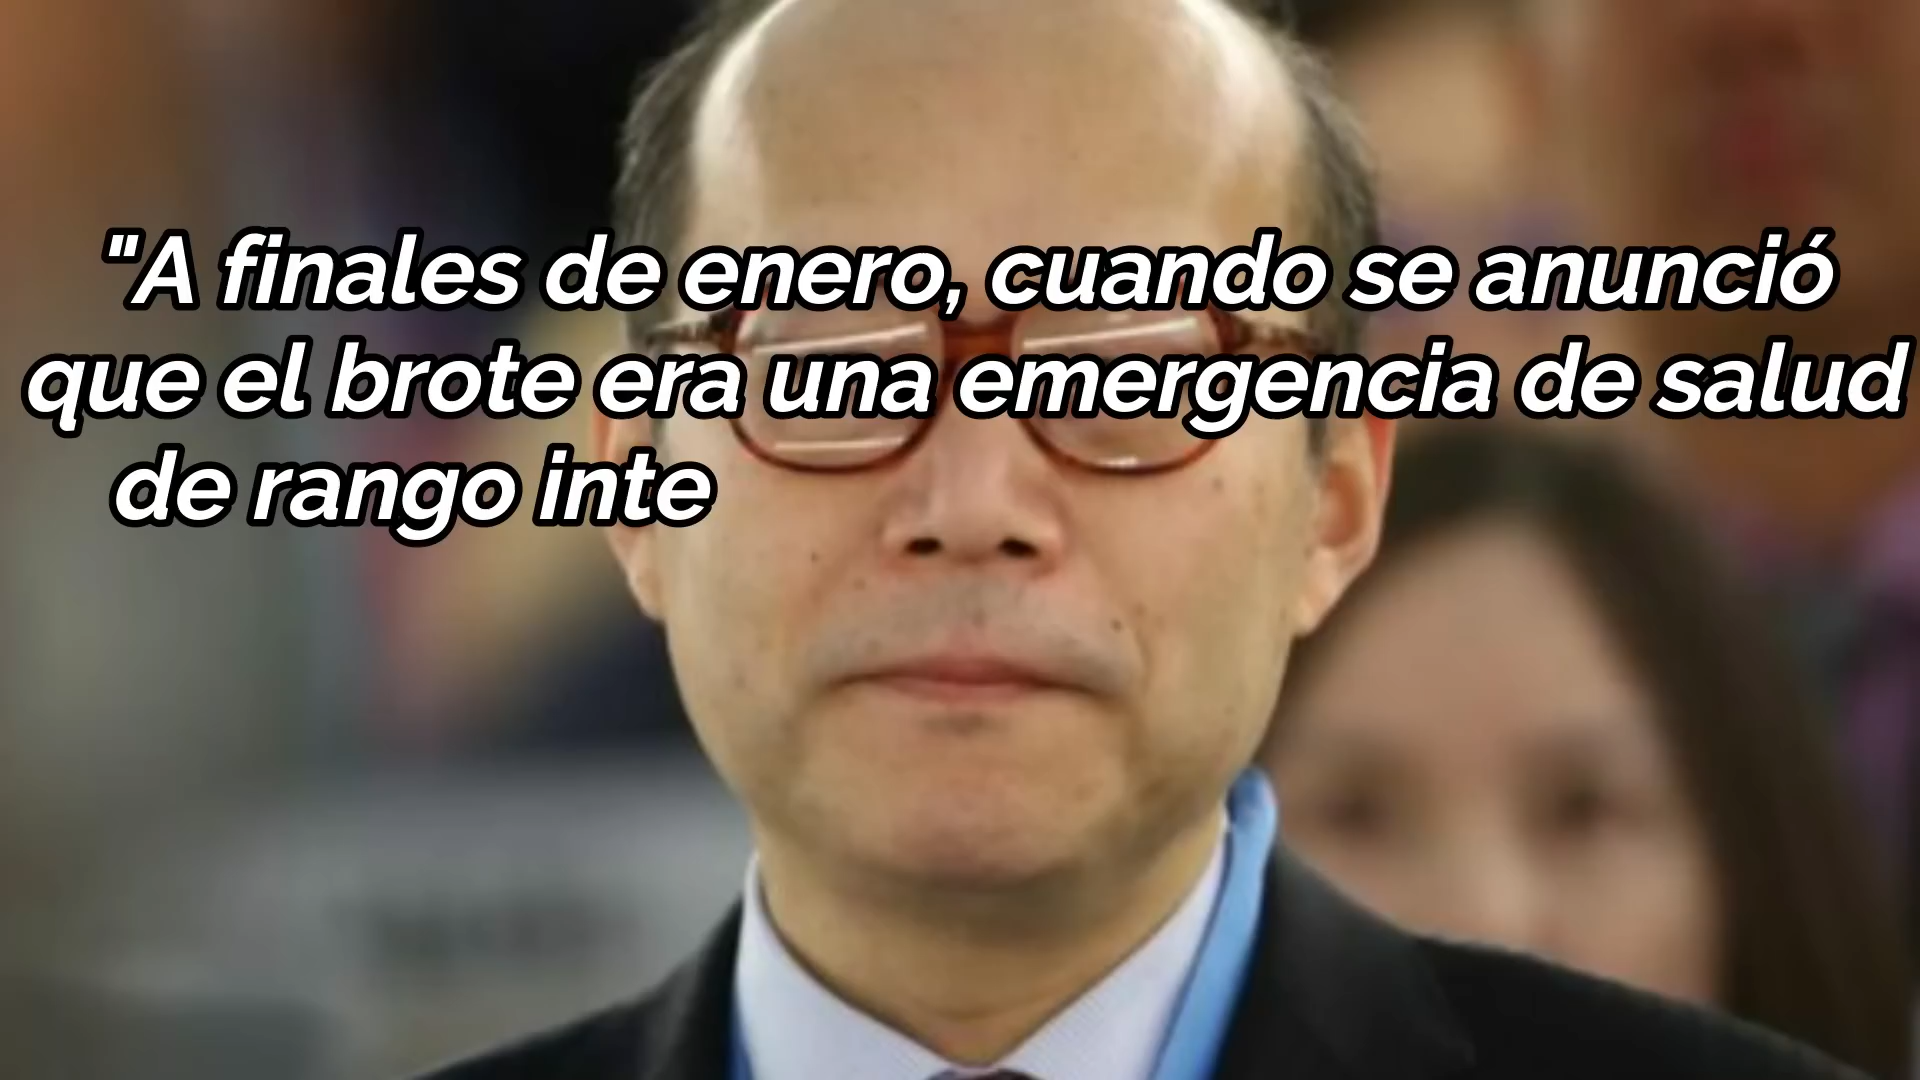 "A finales de enero, cuando se anunció
que el brote era una emergencia de salud
de rango inte